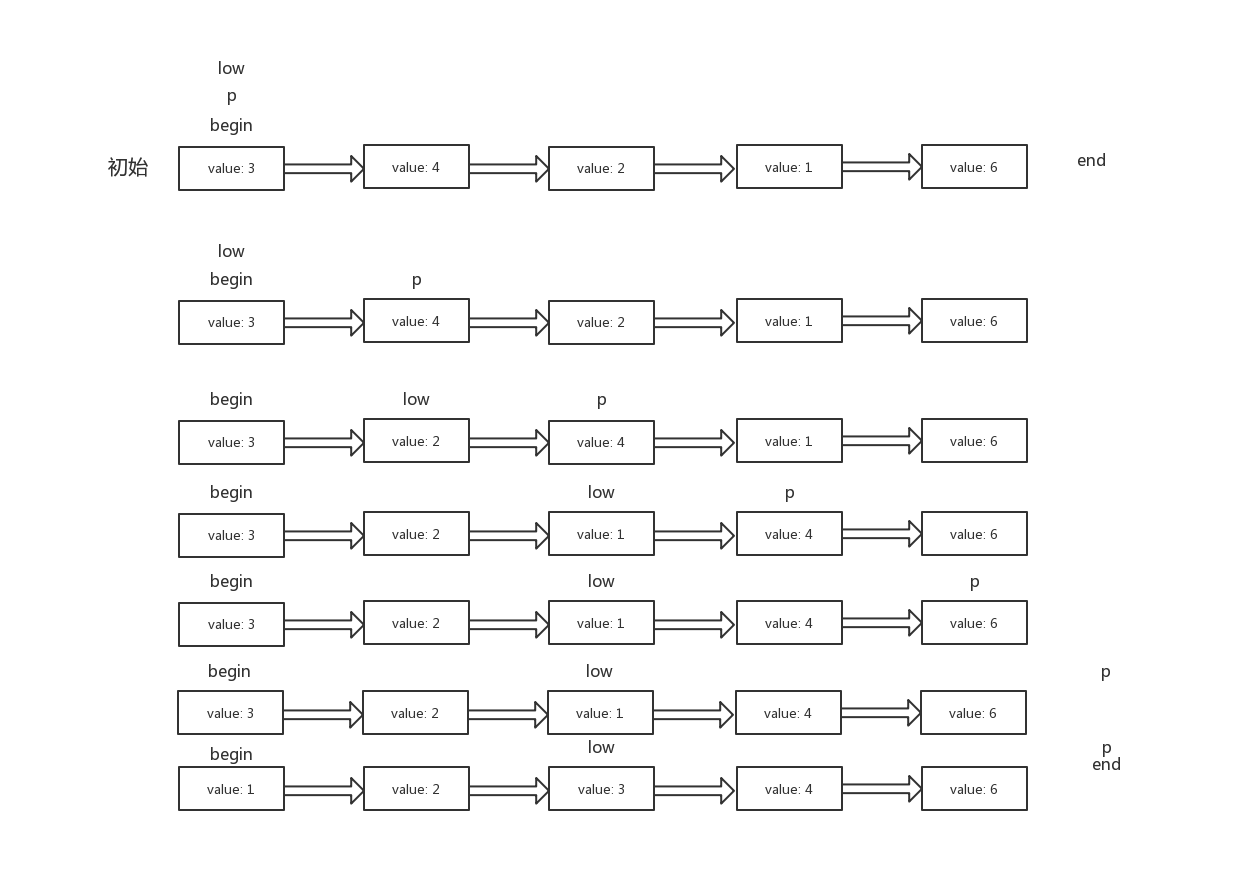 low
p
begin
初始 value: 3 value: 4 value: 2 value: 1 value: 6 end
low
begin p
value: 3 value: 4 value: 2 value: 1 value: 6
begin low p
value: 3 value: 2 value: 4 value: 1 value: 6
begin low p
value: 3 value: 2 value: 1 value: 4 value: 6
begin low p
value: 3 value: 2 value: 1 value: 4 value: 6
begin low p
value: 3 value: 2 value: 1 value: 4 value: 6
begin low p
end
value: 1 value: 2 value: 3 value: 4 value: 6